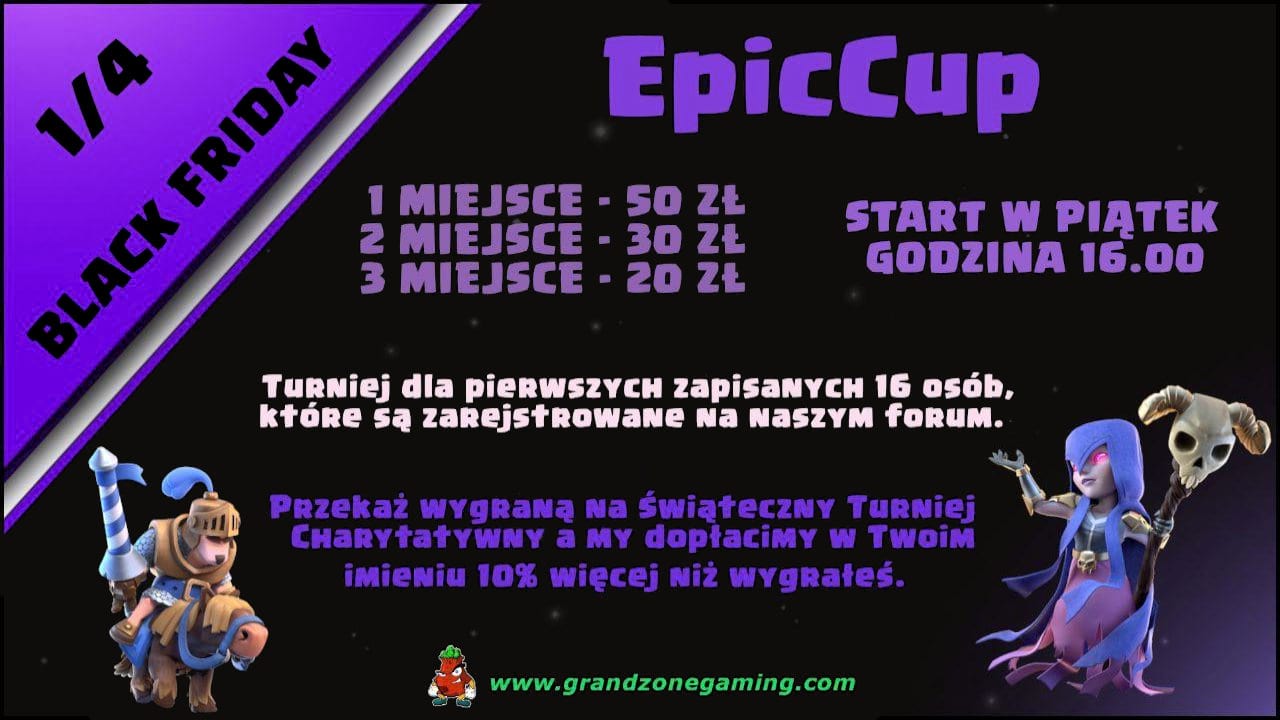 1/4
BLACK FRIDAY
EpicCup
1 MIEJSCE - 50 ZŁ
2 MIEJSCE - 30 ZŁ
3 MIEJSCE - 20 ZŁ
START W PIĄTEK
GODZINA 16.00
Turniej dla pierwszych zapisanych 16 osób,
które są zarejstrowane na naszym forum.
Przekaż wygraną na Świąteczny Turniej
Charytatywny a my dopłacimy w Twoim
imieniu 10% więcej niż wygrałeś.
www.grandzonegaming.com